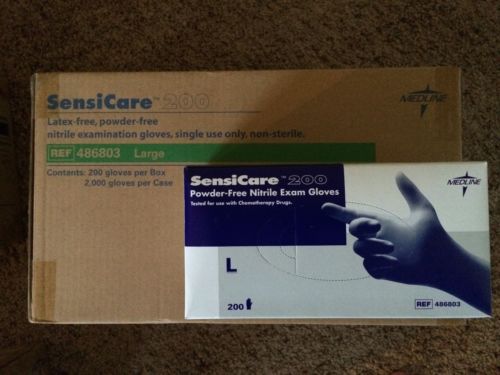 SensiCare™ 200
Latex-free, powder-free
nitrile examination gloves, single use only, non-sterile.
REF 486803 Large
Contents: 200 gloves per Box
2,000 gloves per Case
MEDLINE
SensiCare™ 200
Powder-Free Nitrile Exam Gloves
Tested for use with Chemotherapy Drugs.
MEDLINE
L
200
REF 486803